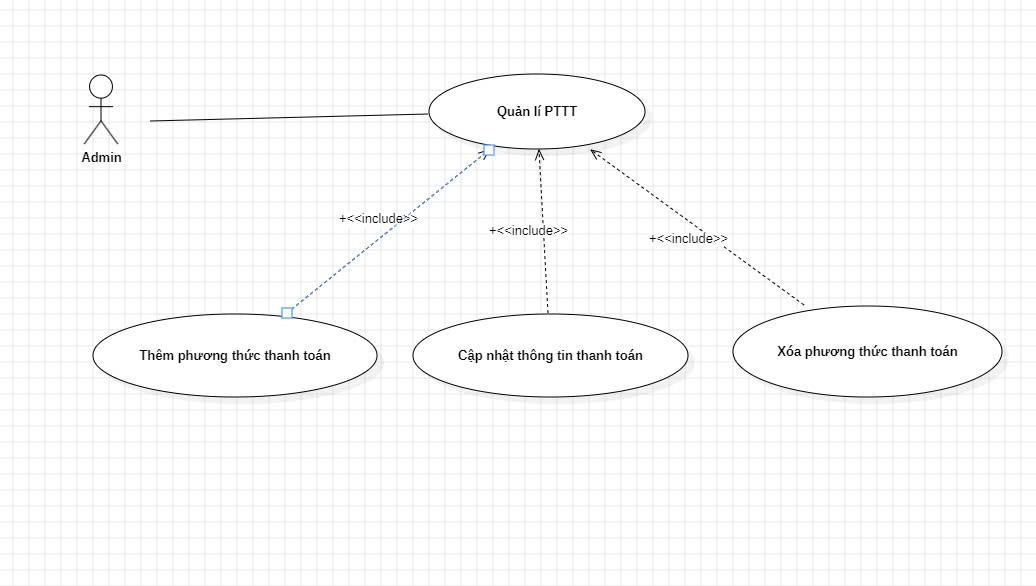 Quản lí PTTT
Admin
+<<include>>
+<<include>>
+<<include>>
Thêm phương thức thanh toán
Cập nhật thông tin thanh toán
Xóa phương thức thanh toán